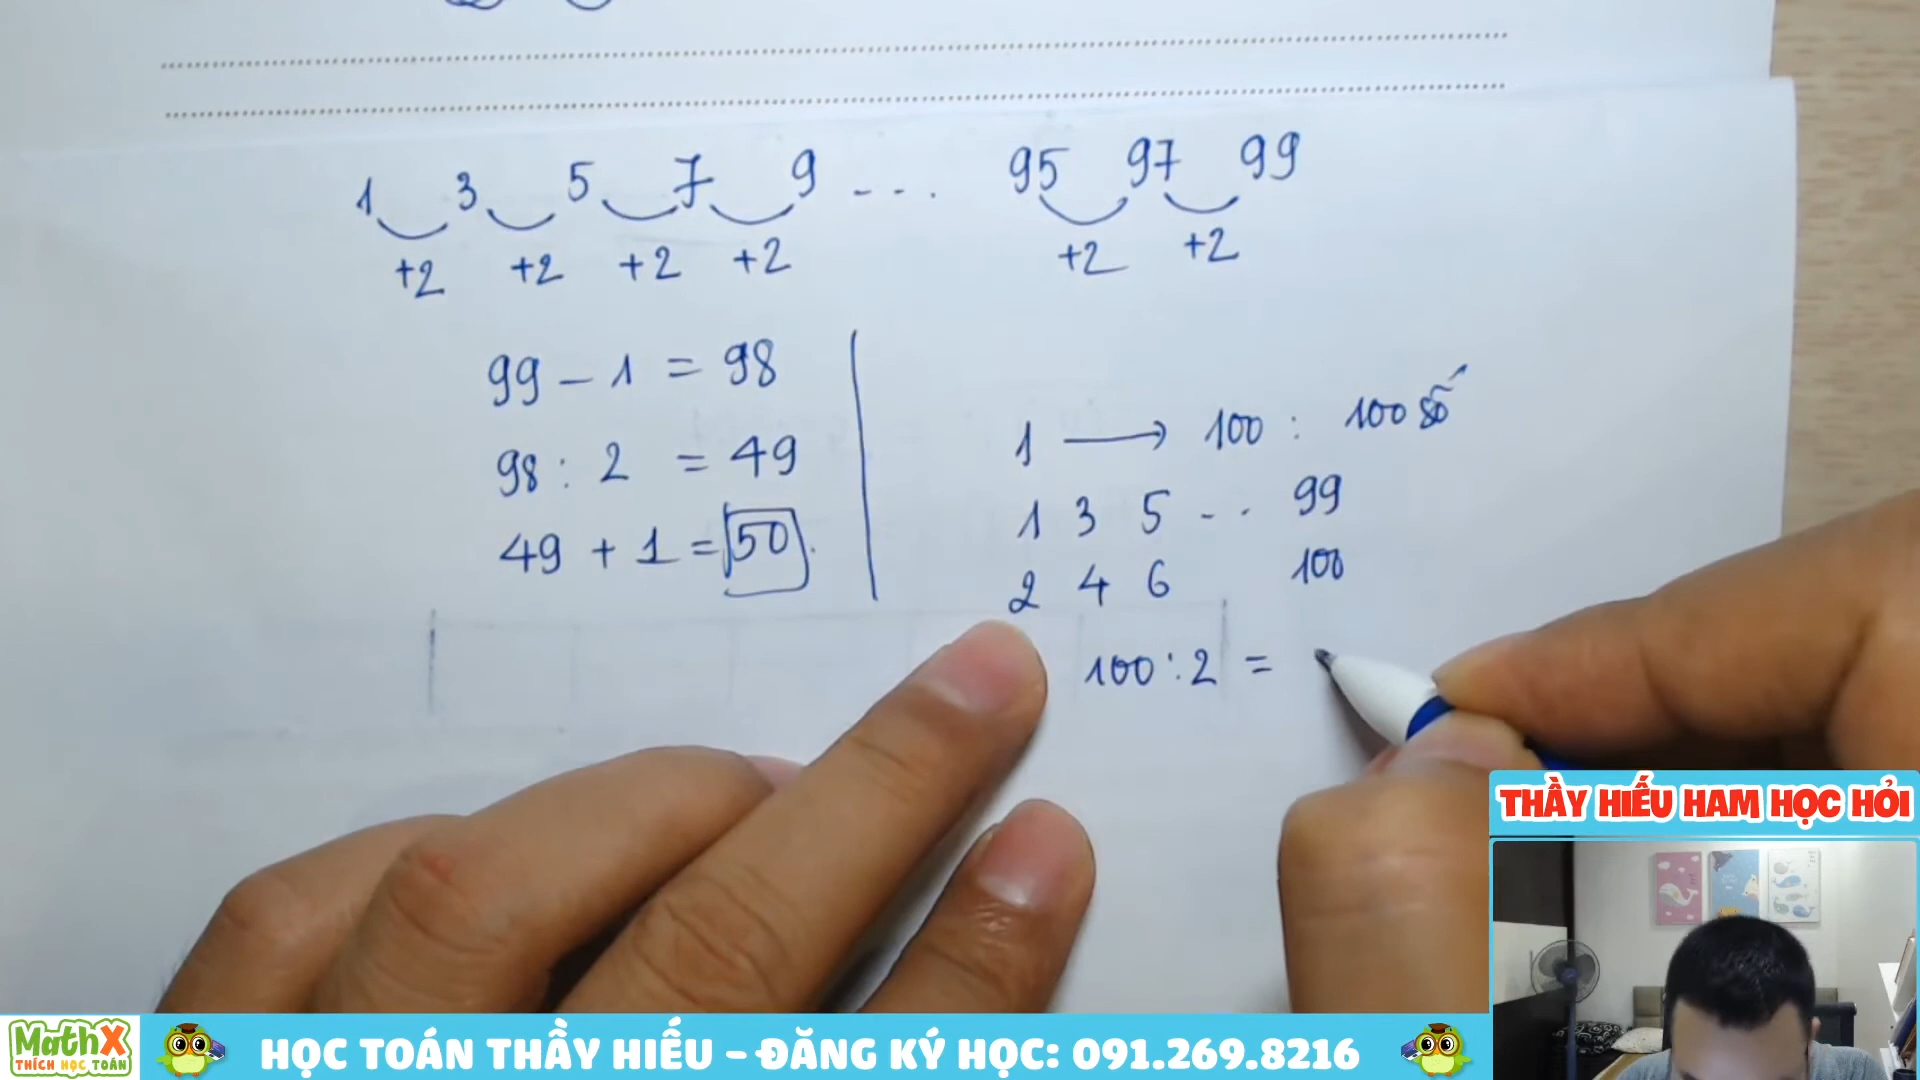 1 3 5 7 9 ... 95 97 99
+2 +2 +2 +2 +2 +2
99 - 1 = 98
98 : 2 = 49
49 + 1 = 50
1 → 100 : 100 số
1 3 5 .. 99
2 4 6 100
100 : 2 =
THẦY HIẾU HAM HỌC HỎI
MathX
THÍCH HỌC TOÁN
HỌC TOÁN THẦY HIẾU - ĐĂNG KÝ HỌC: 091.269.8216